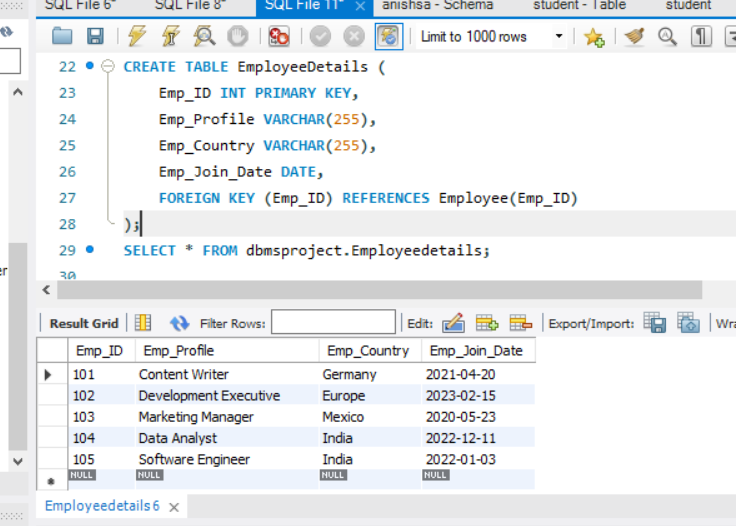 SQL File 6* SQL File 8* SQL File 11* × anishsa - Schema student - Table student
Limit to 1000 rows
22 CREATE TABLE EmployeeDetails (
23 Emp_ID INT PRIMARY KEY,
24 Emp_Profile VARCHAR(255),
25 Emp_Country VARCHAR(255),
26 Emp_Join_Date DATE,
27 FOREIGN KEY (Emp_ID) REFERENCES Employee(Emp_ID)
28 );
29 SELECT * FROM dbmsproject.Employeedetails;
30
Result Grid Filter Rows: Edit: Export/Import: Wra
Emp_ID Emp_Profile Emp_Country Emp_Join_Date
101 Content Writer Germany 2021-04-20
102 Development Executive Europe 2023-02-15
103 Marketing Manager Mexico 2020-05-23
104 Data Analyst India 2022-12-11
105 Software Engineer India 2022-01-03
NULL NULL NULL NULL
Employeedetails 6 ×